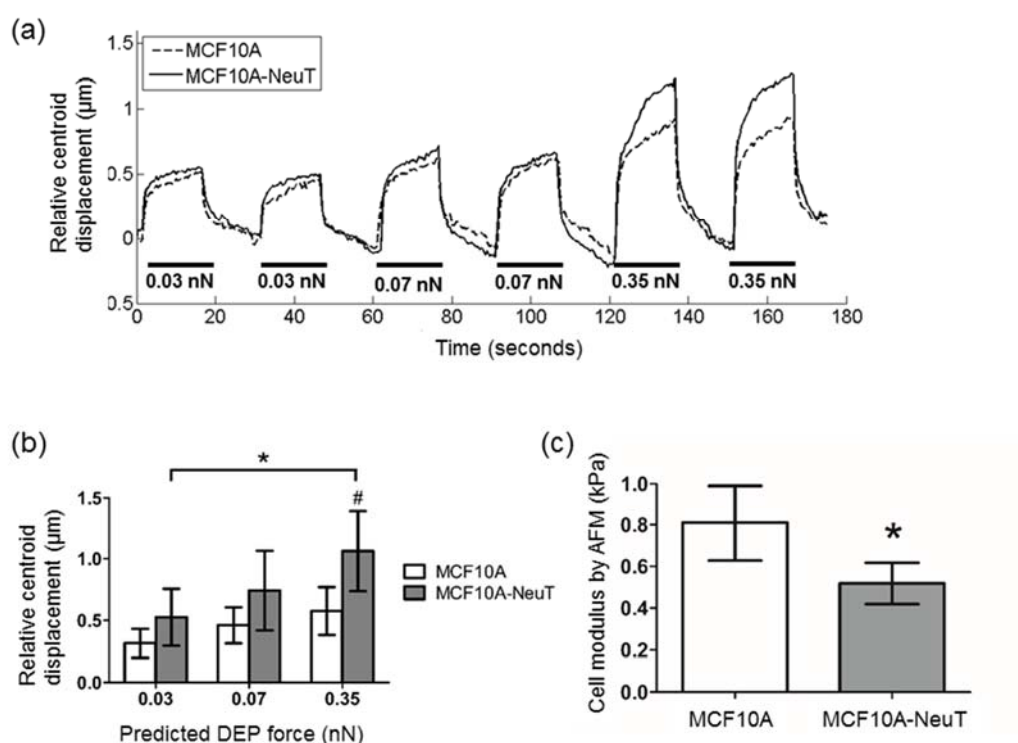 (a)
Relative centroid
displacement (µm)
1.5
1
0.5
0
0.5
MCF10A
MCF10A-NeuT
0.03 nN 0.03 nN 0.07 nN 0.07 nN 0.35 nN 0.35 nN
0 20 40 60 80 100 120 140 160 180
Time (seconds)
(b)
Relative centroid
displacement (µm)
1.5
1.0
0.5
0.0
*
#
MCF10A
MCF10A-NeuT
0.03 0.07 0.35
Predicted DEP force (nN)
(c)
Cell modulus by AFM (kPa)
1.0
0.8
0.6
0.4
0.2
0.0
*
MCF10A MCF10A-NeuT